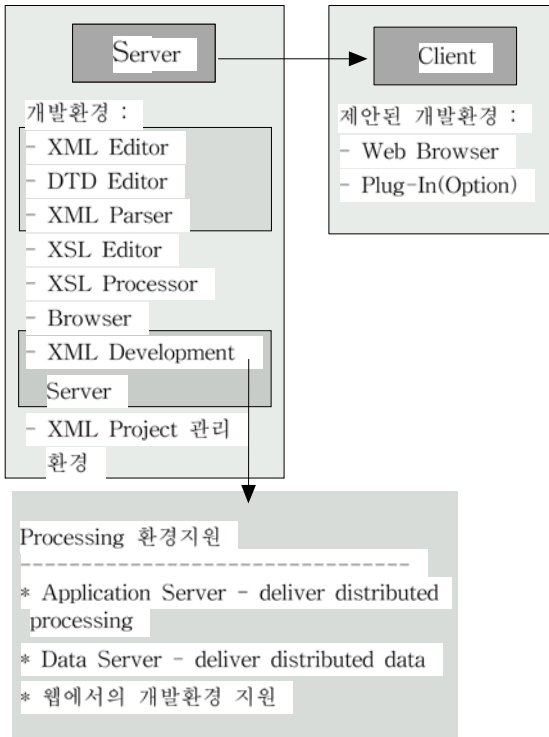 Server
개발환경 :
- XML Editor
- DTD Editor
- XML Parser
- XSL Editor
- XSL Processor
- Browser
- XML Development
Server
- XML Project 관리
환경
Client
제안된 개발환경 :
- Web Browser
- Plug-In(Option)
Processing 환경지원
--------------------------------
* Application Server - deliver distributed
processing
* Data Server - deliver distributed data
* 웹에서의 개발환경 지원